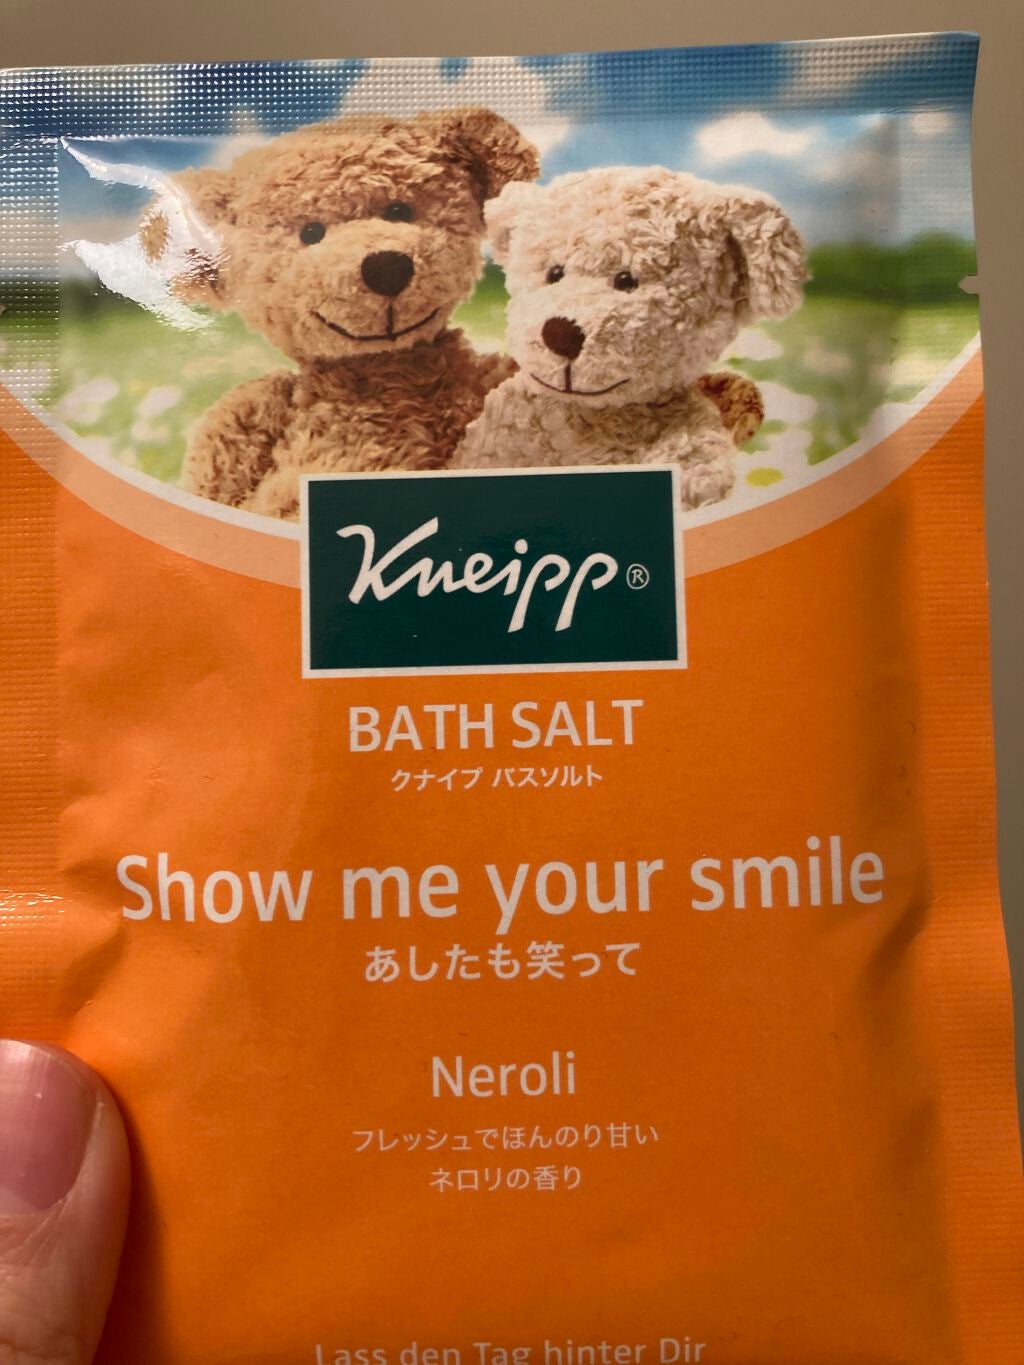 Kneipp®
BATH SALT
クナイプ バスソルト
Show me your smile
あしたも笑って
Neroli
フレッシュでほんのり甘い
ネロリの香り
Lass den Tag hinter Dir